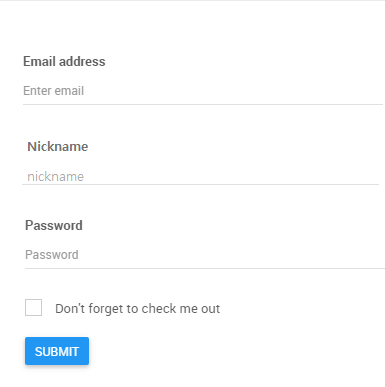 Email address
Enter email
Nickname
nickname
Password
Password
Don't forget to check me out
SUBMIT